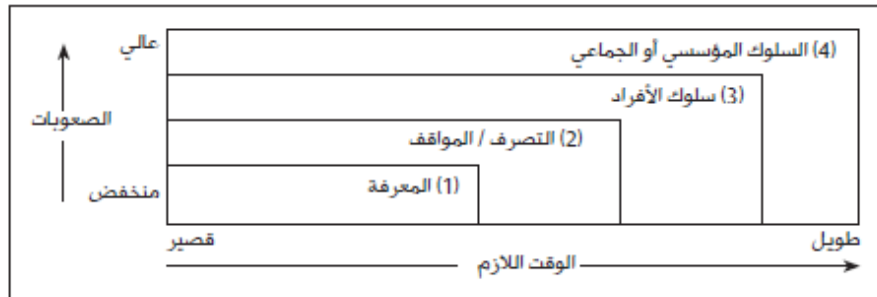 عالي
(4) السلوك المؤسسي أو الجماعي
(3) سلوك الأفراد
الصعوبات
(2) التصرف / المواقف
(1) المعرفة
منخفض
قصير
طويل
الوقت اللازم